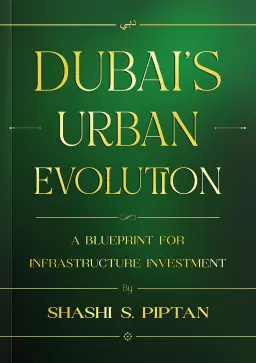 دبي
DUBAI'S
URBAN
EVOLUTION
A BLUEPRINT FOR
INFRASTRUCTURE INVESTMENT
By
SHASHI S. PIPTAN